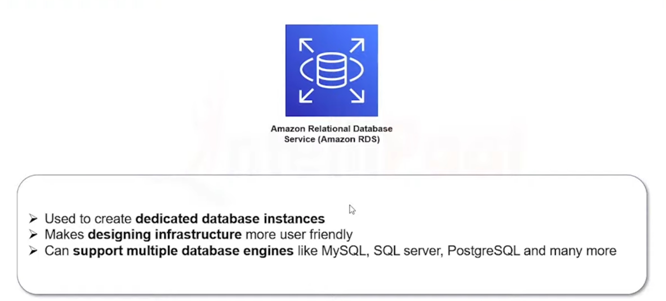 Amazon Relational Database
Service (Amazon RDS)
➢ Used to create dedicated database instances
➢ Makes designing infrastructure more user friendly
➢ Can support multiple database engines like MySQL, SQL server, PostgreSQL and many more